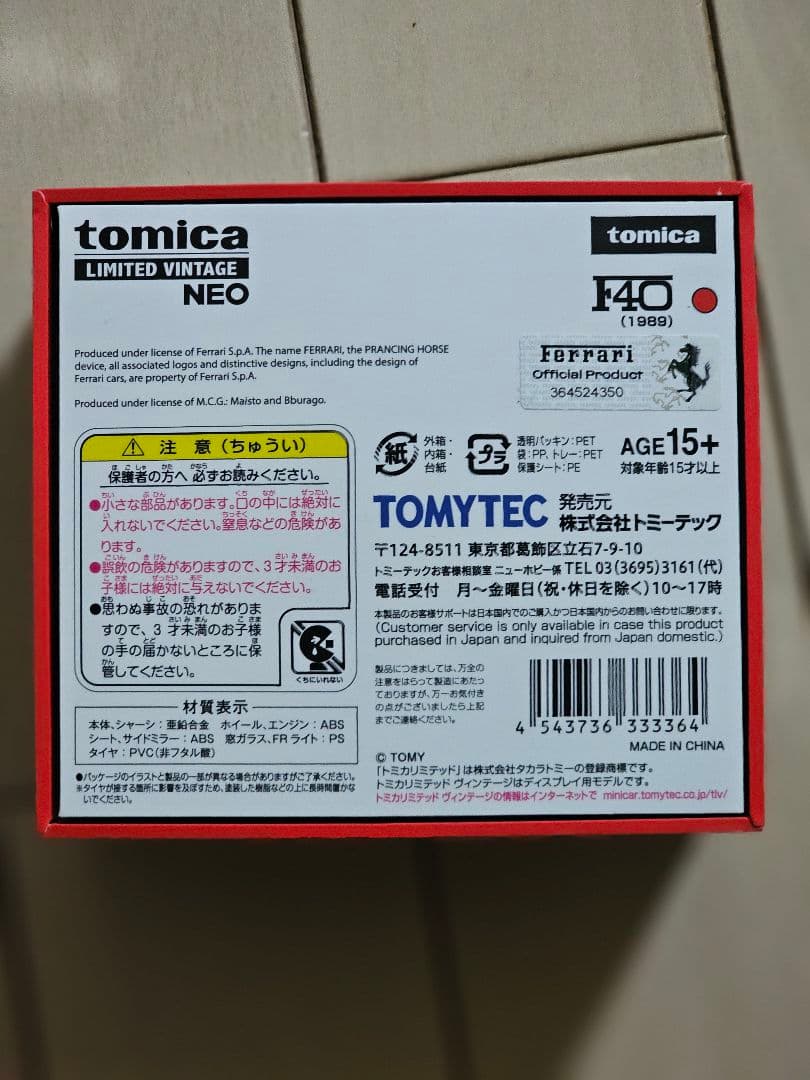 tomica
LIMITED VINTAGE
NEO
tomica
F40
(1989)
Produced under license of Ferrari S.p.A. The name FERRARI, the PRANCING HORSE
device, all associated logos and distinctive designs, including the design of
Ferrari cars, are property of Ferrari S.p.A.
Produced under license of M.C.G.: Maisto and Bburago.
Ferrari
Official Product
364524350
注 意 (ちゅうい)
保護者の方へ 必ずお読みください。
●小さな部品があります。口の中には絶対に
入れないでください。窒息などの危険があ
ります。
●誤飲の危険がありますので、3才未満のお
子様には絶対に与えないでください。
●思わぬ事故の恐れがありま
すので、3才未満のお子様
の手の届かないところに保
管してください。
くちにいれない
材質表示
本体、シャーシ:亜鉛合金 ホイール、エンジン:ABS
シート、サイドミラー:ABS 窓ガラス、FRライト:PS
タイヤ:PVC(非フタル酸)
●パッケージのイラストと製品の一部が異なる場合がありますがご了承ください。
※タイヤが接する箇所に影響を及ぼすため、塗装した樹脂などの上に長時間置かな
いでください。
紙
外箱・
内箱・
台紙
プラ
透明パッキン:PET
袋:PP、トレー:PET
保護シート:PE
AGE15+
対象年齢15才以上
TOMYTEC
発売元
株式会社トミーテック
〒124-8511 東京都葛飾区立石7-9-10
トミーテックお客様相談室 ニューホビー係 TEL 03(3695)3161(代)
電話受付 月〜金曜日(祝・休日を除く)10〜17時
本製品のお客様サポートは日本国内でのご購入かつ日本国内からのお問い合わせに限ります。
(Customer service is only available in case this product
purchased in Japan and inquired from Japan domestic.)
製品につきましては、万全の
注意をはらって製造にあたっ
ておりますが、万一お気付き
の点がございましたら上記
までご連絡ください。
4 543736 333364
MADE IN CHINA
© TOMY
「トミカリミテッド」は株式会社タカラトミーの登録商標です。
トミカリミテッド ヴィンテージはディスプレイ用モデルです。
トミカリミテッド ヴィンテージの情報はインターネットで minicar.tomytec.co.jp/tlv/